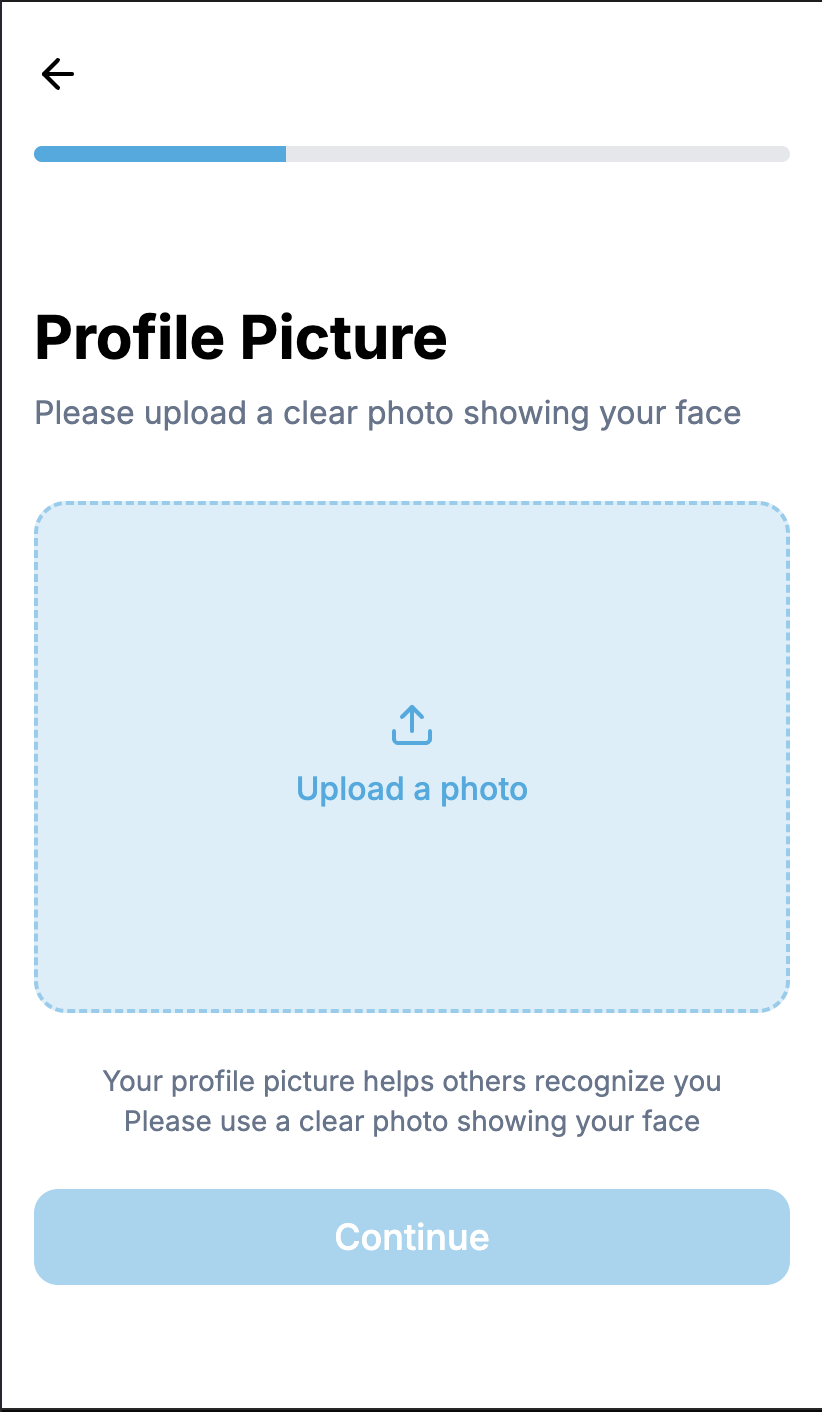 Profile Picture
Please upload a clear photo showing your face
Upload a photo
Your profile picture helps others recognize you
Please use a clear photo showing your face
Continue